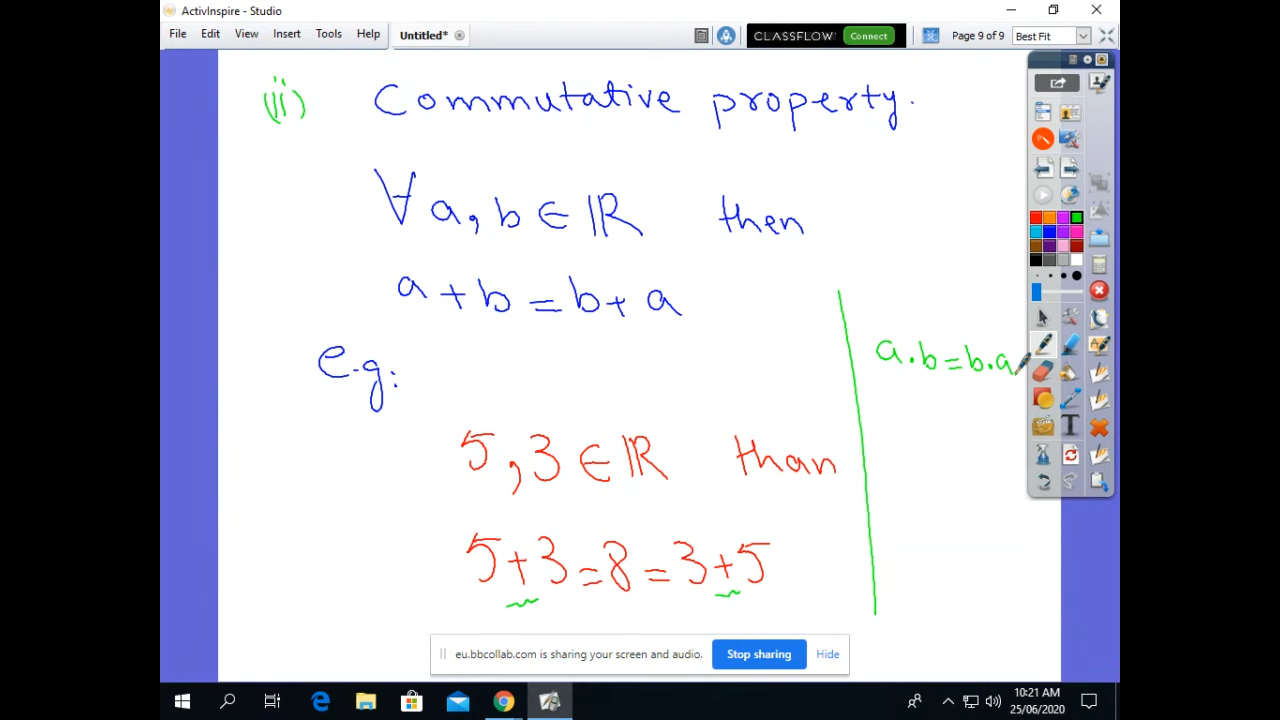 ActivInspire - Studio
File Edit View Insert Tools Help Untitled* CLASSFLOW Connect Page 9 of 9 Best Fit
(ii) Commutative property.
∀ a, b ∈ ℝ then
a + b = b + a
e.g:
5, 3 ∈ ℝ than
5 + 3 = 8 = 3 + 5
a . b = b . a
T
eu.bbcollab.com is sharing your screen and audio. Stop sharing Hide
10:21 AM
25/06/2020